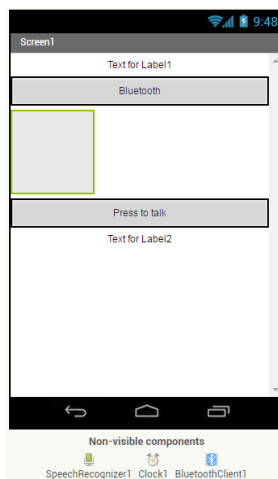 9:48
Screen1
Text for Label1
Bluetooth
Press to talk
Text for Label2
Non-visible components
SpeechRecognizer1 Clock1 BluetoothClient1